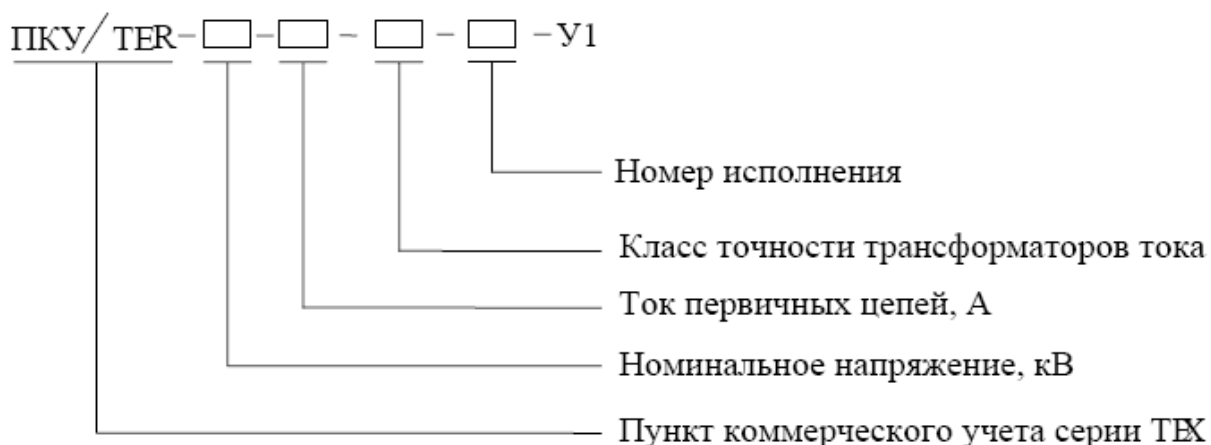 ПКУ/TER-□-□-□-□-У1
Номер исполнения
Класс точности трансформаторов тока
Ток первичных цепей, А
Номинальное напряжение, кВ
Пункт коммерческого учета серии TEX